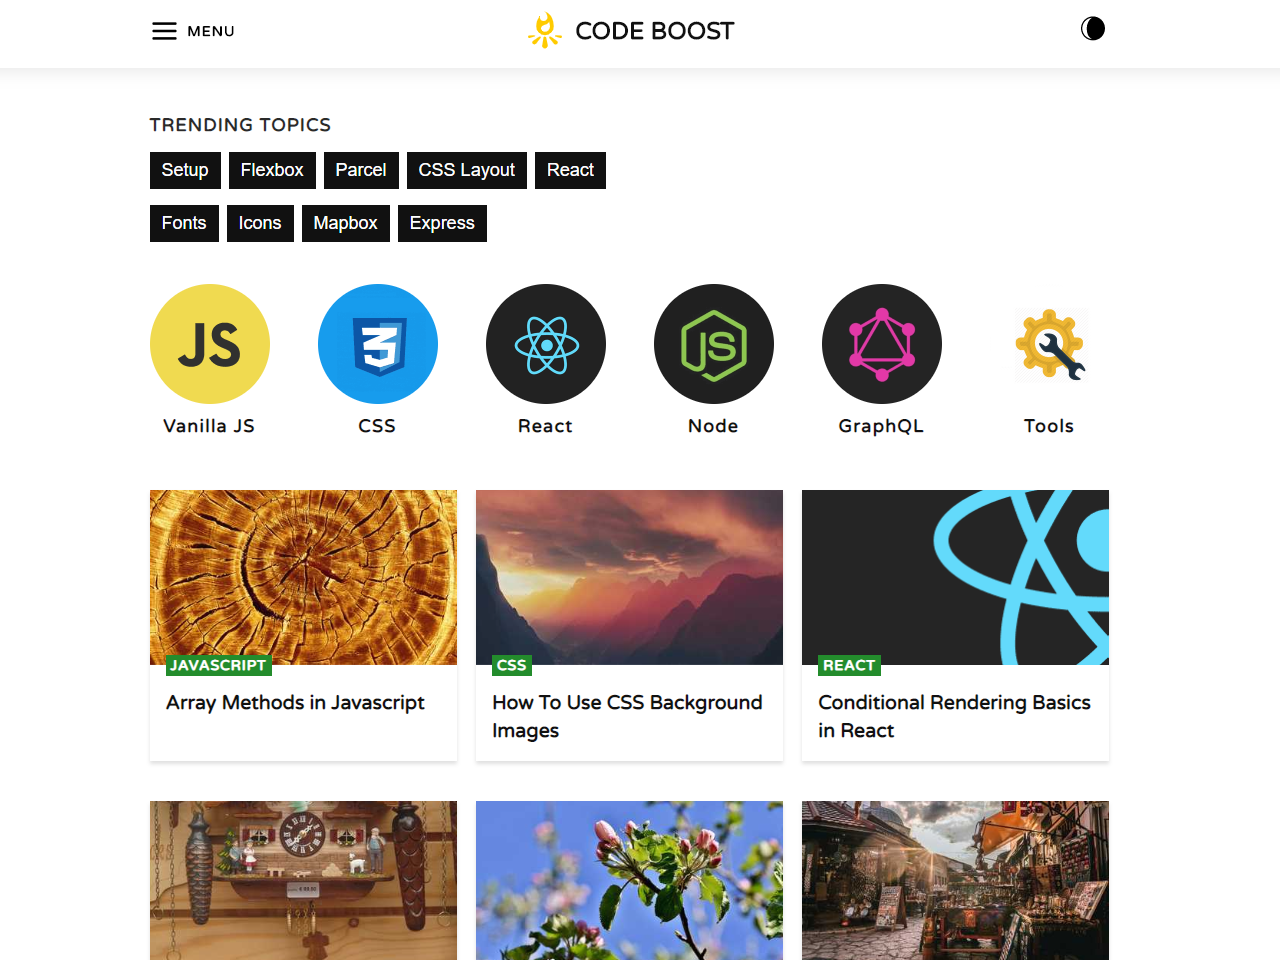 MENU
CODE BOOST
TRENDING TOPICS
Setup Flexbox Parcel CSS Layout React
Fonts Icons Mapbox Express
JS JS
Vanilla JS CSS React Node GraphQL Tools
JAVASCRIPT
Array Methods in Javascript
CSS
How To Use CSS Background
Images
REACT
Conditional Rendering Basics
in React